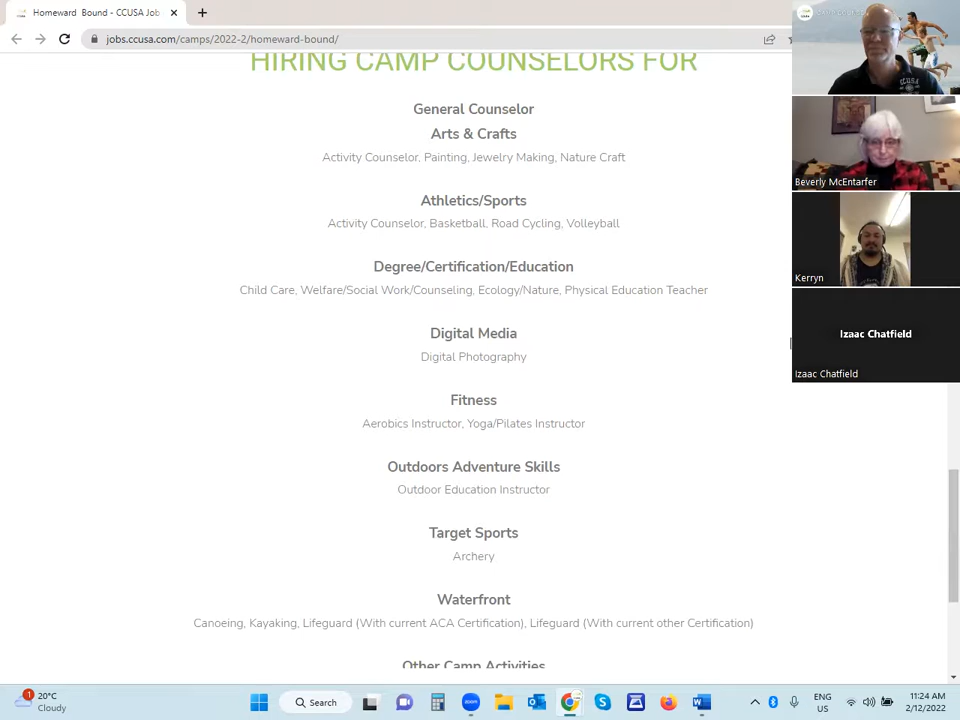 Homeward Bound - CCUSA Job
jobs.ccusa.com/camps/2022-2/homeward-bound/
HIRING CAMP COUNSELORS FOR
General Counselor
Arts & Crafts
Activity Counselor, Painting, Jewelry Making, Nature Craft
Athletics/Sports
Activity Counselor, Basketball, Road Cycling, Volleyball
Degree/Certification/Education
Child Care, Welfare/Social Work/Counseling, Ecology/Nature, Physical Education Teacher
Digital Media
Digital Photography
Fitness
Aerobics Instructor, Yoga/Pilates Instructor
Outdoors Adventure Skills
Outdoor Education Instructor
Target Sports
Archery
Waterfront
Canoeing, Kayaking, Lifeguard (With current ACA Certification), Lifeguard (With current other Certification)
Other Camp Activities
CCUSA
Beverly McEntarfer
Kerryn
Izaac Chatfield
Izaac Chatfield
1
20°C
Cloudy
Search
zoom
ENG
US
11:24 AM
2/12/2022